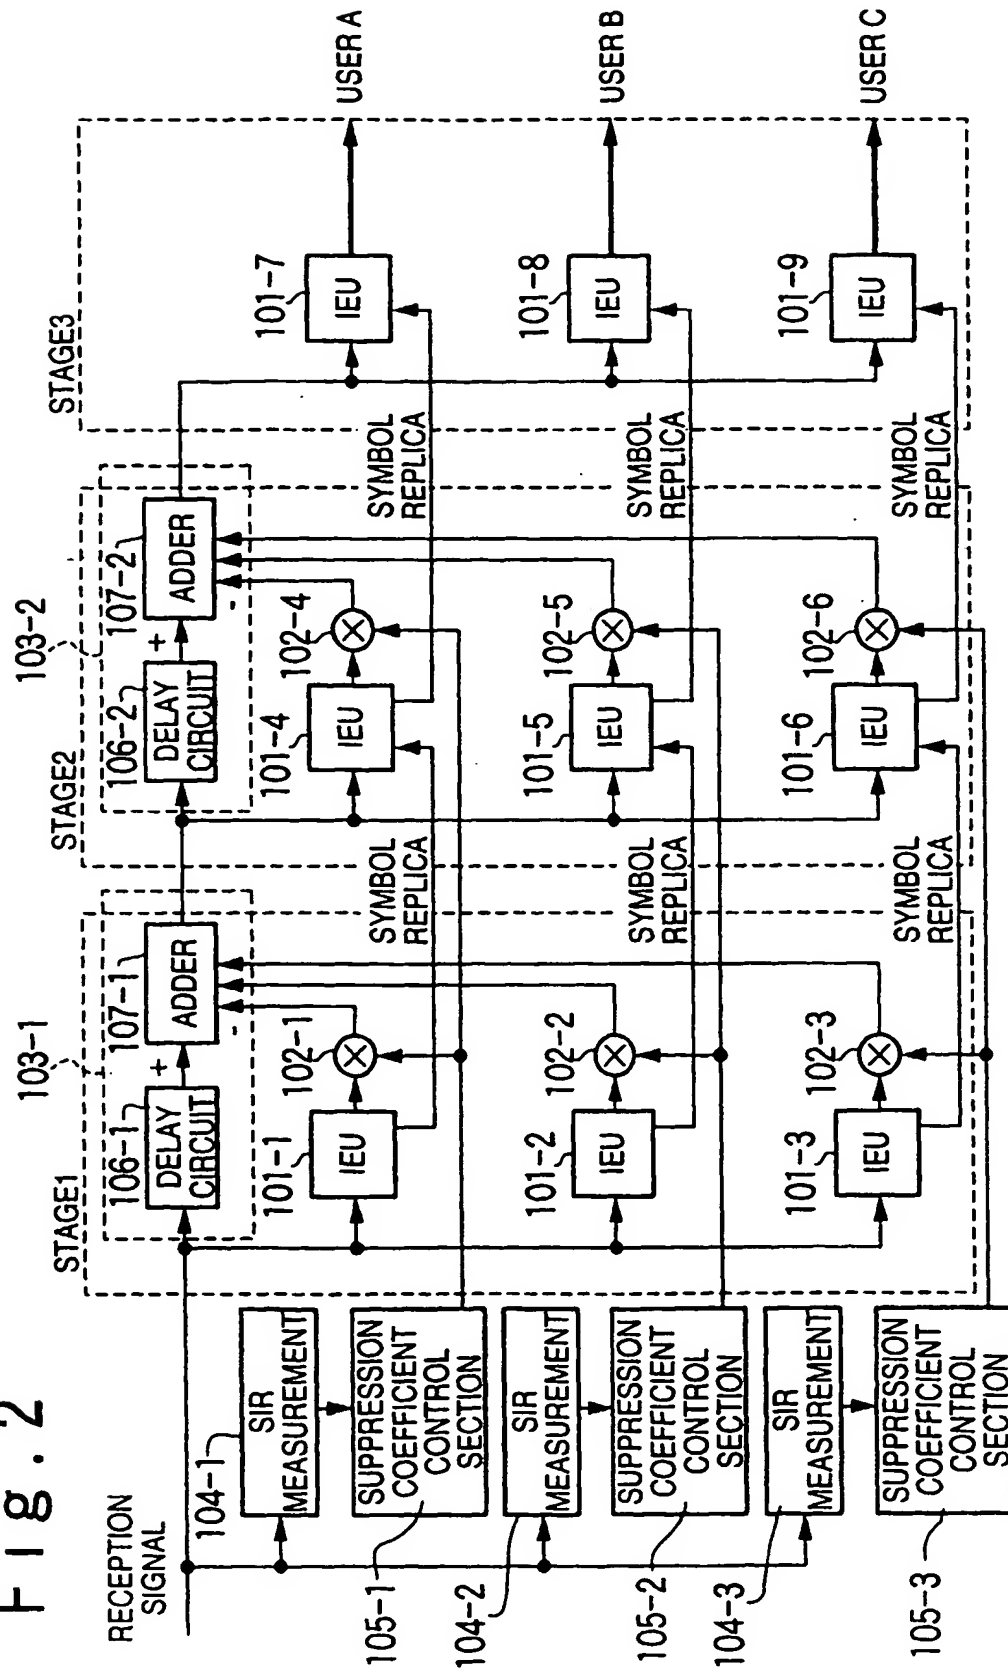 Fig.2
RECEPTION
SIGNAL
104-1
SIR
MEASUREMENT
105-1
SUPPRESSION
COEFFICIENT
CONTROL
SECTION
104-2
SIR
MEASUREMENT
105-2
SUPPRESSION
COEFFICIENT
CONTROL
SECTION
104-3
SIR
MEASUREMENT
105-3
SUPPRESSION
COEFFICIENT
CONTROL
SECTION
STAGE1
103-1
106-1
DELAY
CIRCUIT
+
107-1
ADDER
-
101-1
IEU
102-1
×
SYMBOL
REPLICA
101-2
IEU
102-2
×
SYMBOL
REPLICA
101-3
IEU
102-3
×
SYMBOL
REPLICA
STAGE2
103-2
106-2
DELAY
CIRCUIT
+
107-2
ADDER
-
101-4
IEU
102-4
×
SYMBOL
REPLICA
101-5
IEU
102-5
×
SYMBOL
REPLICA
101-6
IEU
102-6
×
SYMBOL
REPLICA
STAGE3
101-7
IEU
USER A
101-8
IEU
USER B
101-9
IEU
USER C